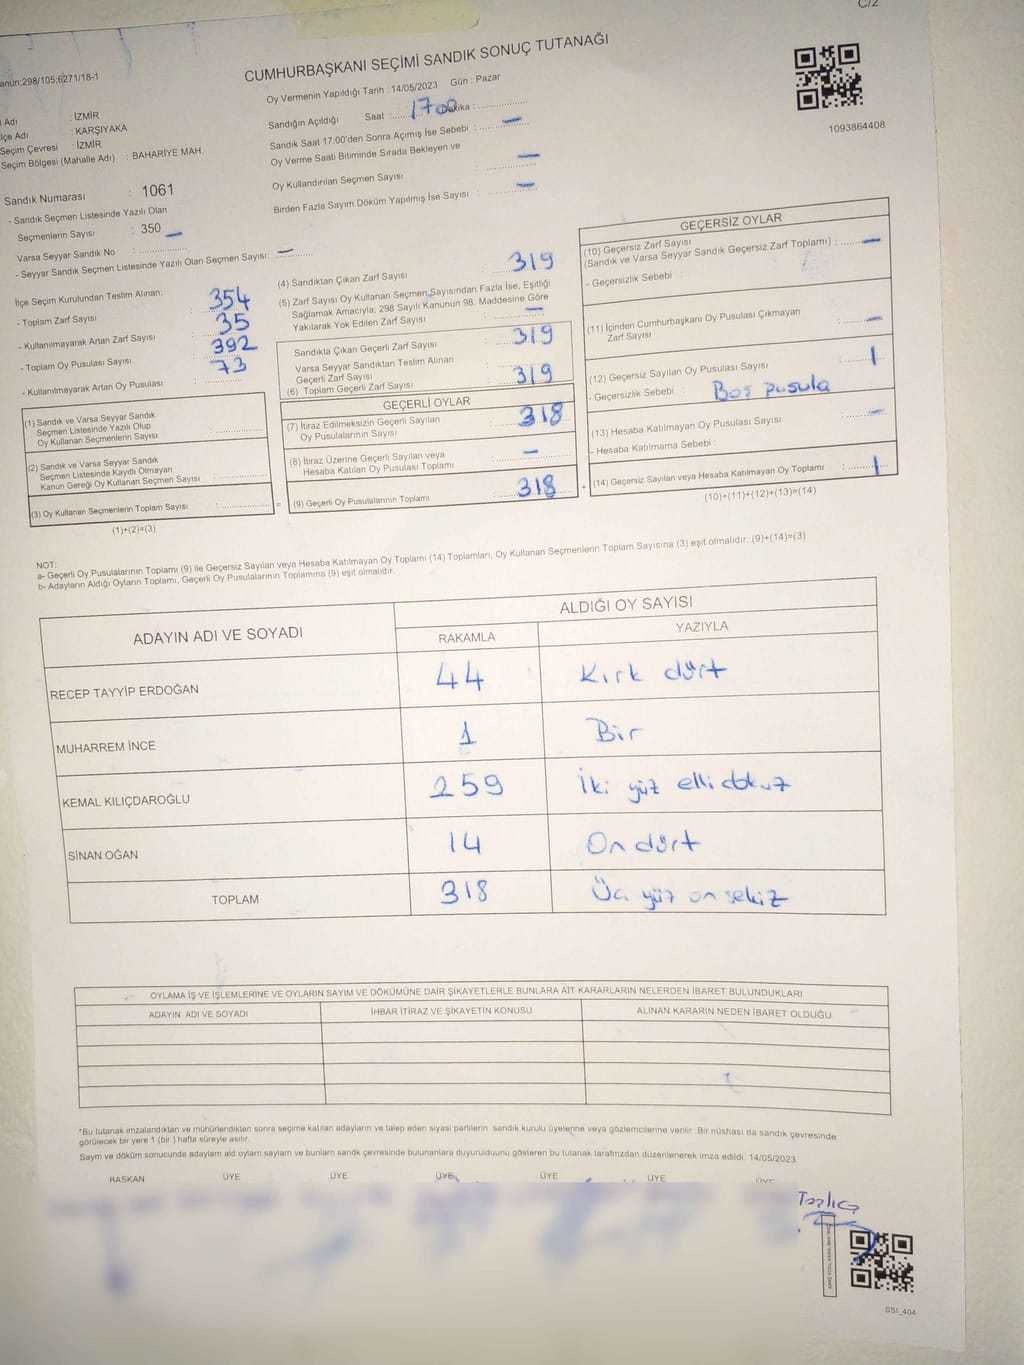 C/2
CUMHURBAŞKANI SEÇİMİ SANDIK SONUÇ TUTANAĞI
anun;298/105;6271/18-1
Oy Vermenin Yapıldığı Tarih : 14/05/2023 Gün : Pazar
Sandığın Açıldığı Saat : 1700 Dakika :
1093864408
Adı : İZMİR
lçe Adı : KARŞIYAKA
Seçim Çevresi : İZMİR
Seçim Bölgesi (Mahalle Adı) : BAHARİYE MAH.
Sandık Saat 17:00'den Sonra Açımış İse Sebebi : —
Oy Verme Saati Bitiminde Sırada Bekleyen ve
Oy Kullandırılan Seçmen Sayısı : —
Birden Fazla Sayım Döküm Yapılmış İse Sayısı : —
Sandık Numarası : 1061
- Sandık Seçmen Listesinde Yazılı Olan
Seçmenlerin Sayısı : 350 —
Varsa Seyyar Sandık No :
- Seyyar Sandık Seçmen Listesinde Yazılı Olan Seçmen Sayısı: —
İlçe Seçim Kurulundan Teslim Alınan:
- Toplam Zarf Sayısı : 354
- Kullanılmayarak Artan Zarf Sayısı : 35
- Toplam Oy Pusulası Sayısı : 392
- Kullanılmayarak Artan Oy Pusulası : 73
(1) Sandık ve Varsa Seyyar Sandık
Seçmen Listesinde Yazılı Olup
Oy Kullanan Seçmenlerin Sayısı :
(2) Sandık ve Varsa Seyyar Sandık
Seçmen Listesinde Kayıtlı Olmayan
Kanun Gereği Oy Kullanan Seçmen Sayısı :
(3) Oy Kullanan Seçmenlerin Toplam Sayısı : =
(1)+(2)=(3)
(4) Sandıktan Çıkan Zarf Sayısı : 319
(5) Zarf Sayısı Oy Kullanan Seçmen Sayısından Fazla İse, Eşitliği
Sağlamak Amacıyla; 298 Sayılı Kanunun 98. Maddesine Göre
Yakılarak Yok Edilen Zarf Sayısı : —
Sandıkta Çıkan Geçerli Zarf Sayısı : 319
Varsa Seyyar Sandıktan Teslim Alınan
Geçerli Zarf Sayısı
(6) Toplam Geçerli Zarf Sayısı : 319
GEÇERLİ OYLAR
(7) İtiraz Edilmeksizin Geçerli Sayılan
Oy Pusulalarının Sayısı : 318
(8) İtiraz Üzerine Geçerli Sayılan veya
Hesaba Katılan Oy Pusulası Toplamı : —
(9) Geçerli Oy Pusulalarının Toplamı : 318 +
GEÇERSİZ OYLAR
(10) Geçersiz Zarf Sayısı
(Sandık ve Varsa Seyyar Sandık Geçersiz Zarf Toplamı) : —
- Geçersizlik Sebebi :
(11) İçinden Cumhurbaşkanı Oy Pusulası Çıkmayan
Zarf Sayısı : —
(12) Geçersiz Sayılan Oy Pusulası Sayısı : 1
- Geçersizlik Sebebi : Boş pusula
(13) Hesaba Katılmayan Oy Pusulası Sayısı : —
- Hesaba Katılmama Sebebi :
(14) Geçersiz Sayılan veya Hesaba Katılmayan Oy Toplamı : 1
(10)+(11)+(12)+(13)=(14)
NOT:
a- Geçerli Oy Pusulalarının Toplamı (9) ile Geçersiz Sayılan veya Hesaba Katılmayan Oy Toplamı (14) Toplamları, Oy Kullanan Seçmenlerin Toplam Sayısına (3) eşit olmalıdır. (9)+(14)=(3)
b- Adayların Aldığı Oyların Toplamı, Geçerli Oy Pusulalarının Toplamına (9) eşit olmalıdır.
ADAYIN ADI VE SOYADI ALDIĞI OY SAYISI
RAKAMLA YAZIYLA
RECEP TAYYİP ERDOĞAN 44 Kırk dört
MUHARREM İNCE 1 Bir
KEMAL KILIÇDAROĞLU 259 İki yüz elli dokuz
SİNAN OĞAN 14 On dört
TOPLAM 318 Üç yüz on sekiz
OYLAMA İŞ VE İŞLEMLERİNE VE OYLARIN SAYIM VE DÖKÜMÜNE DAİR ŞİKAYETLERLE BUNLARA AİT KARARLARIN NELERDEN İBARET BULUNDUKLARI
ADAYIN ADI VE SOYADI İHBAR İTİRAZ VE ŞİKAYETİN KONUSU ALINAN KARARIN NEDEN İBARET OLDUĞU
*Bu tutanak imzalandıktan ve mühürlendikten sonra seçime katılan adayların ve talep eden siyasi partilerin sandık kurulu üyelerine veya gözlemcilerine verilir. Bir nüshası da sandık çevresinde
görülecek bir yere 1 (bir ) hafta süreyle asılır.
Sayım ve döküm sonucunda adayların ald oyların sayları ve bunların sandk çevresinde bulunanlara duyurulduunu gösteren bu tutanak tarafmzdan düzenlenerek imza edildi. 14/05/2023
BAŞKAN ÜYE ÜYE ÜYE ÜYE ÜYE ÜYE
SSI_404